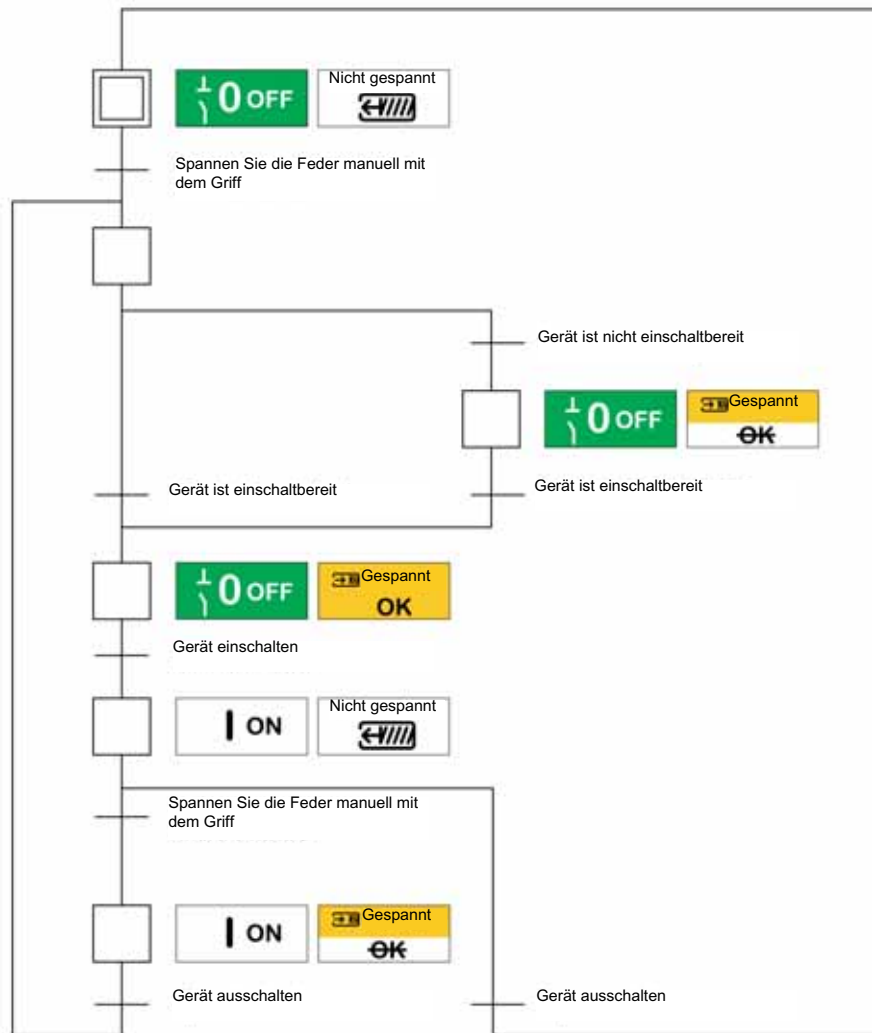 0 OFF
Nicht gespannt
Spannen Sie die Feder manuell mit
dem Griff
Gerät ist nicht einschaltbereit
0 OFF
Gespannt
OK
Gerät ist einschaltbereit
Gerät ist einschaltbereit
0 OFF
Gespannt
OK
Gerät einschalten
I ON
Nicht gespannt
Spannen Sie die Feder manuell mit
dem Griff
I ON
Gespannt
OK
Gerät ausschalten
Gerät ausschalten